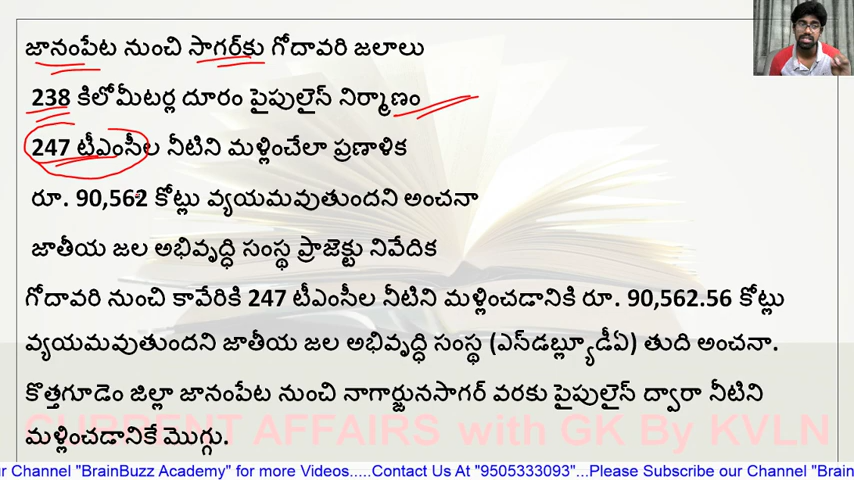 జానంపేట నుంచి సాగర్‌కు గోదావరి జలాలు
238 కిలోమీటర్ల దూరం పైపులైన్ నిర్మాణం
247 టీఎంసీల నీటిని మళ్లించేలా ప్రణాళిక
రూ. 90,562 కోట్లు వ్యయమవుతుందని అంచనా
జాతీయ జల అభివృద్ధి సంస్థ ప్రాజెక్టు నివేదిక
గోదావరి నుంచి కావేరికి 247 టీఎంసీల నీటిని మళ్లించడానికి రూ. 90,562.56 కోట్లు
వ్యయమవుతుందని జాతీయ జల అభివృద్ధి సంస్థ (ఎన్‌డబ్ల్యూడీఏ) తుది అంచనా.
కొత్తగూడెం జిల్లా జానంపేట నుంచి నాగార్జునసాగర్ వరకు పైపులైన్ ద్వారా నీటిని
మళ్లించడానికే మొగ్గు.
CURRENT AFFAIRS with GK By KVLN
ur Channel "BrainBuzz Academy" for more Videos.....Contact Us At "9505333093"...Please Subscribe our Channel "Brain